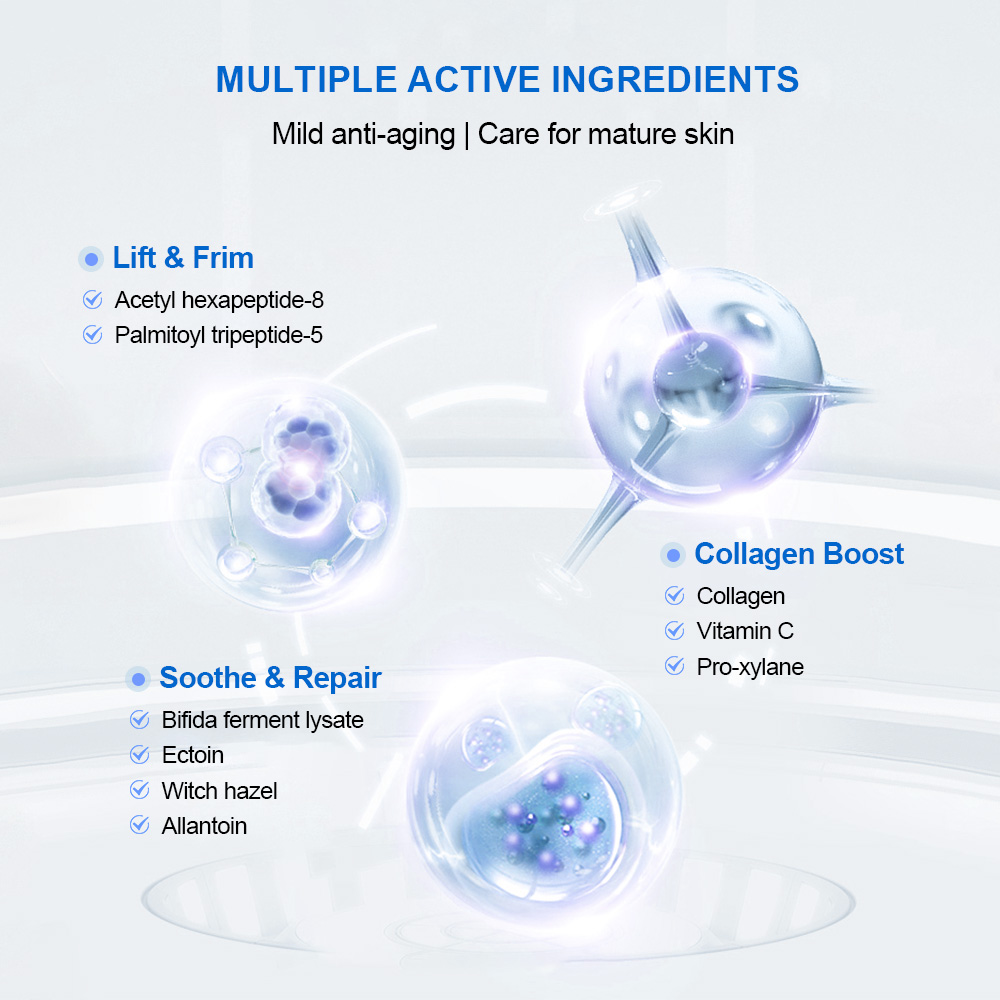 MULTIPLE ACTIVE INGREDIENTS
Mild anti-aging | Care for mature skin
Lift & Frim
Acetyl hexapeptide-8
Palmitoyl tripeptide-5
Collagen Boost
Collagen
Vitamin C
Pro-xylane
Soothe & Repair
Bifida ferment lysate
Ectoin
Witch hazel
Allantoin